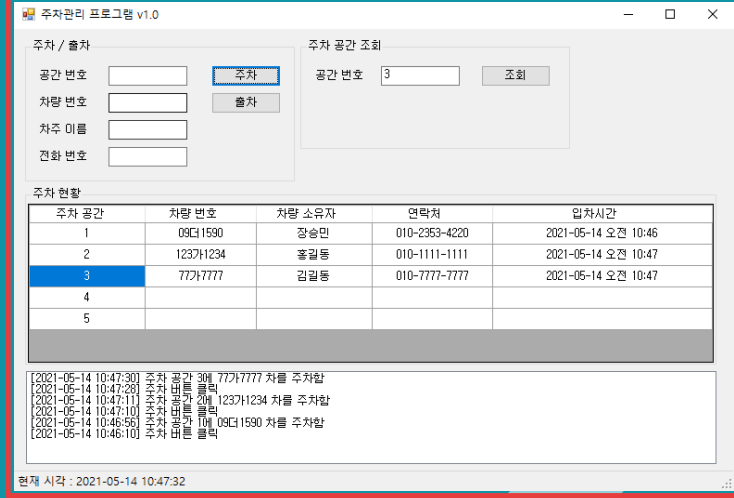 주차관리 프로그램 v1.0
주차 / 출차
공간 번호 주차
차량 번호 출차
차주 이름
전화 번호
주차 공간 조회
공간 번호 3 조회
주차 현황
주차 공간 차량 번호 차량 소유자 연락처 입차시간
1 09더1590 장승민 010-2353-4220 2021-05-14 오전 10:46
2 123가1234 홍길동 010-1111-1111 2021-05-14 오전 10:47
3 77가7777 김길동 010-7777-7777 2021-05-14 오전 10:47
4
5
[2021-05-14 10:47:30] 주차 공간 3에 77가7777 차를 주차함
[2021-05-14 10:47:28] 주차 버튼 클릭
[2021-05-14 10:47:11] 주차 공간 2에 123가1234 차를 주차함
[2021-05-14 10:47:10] 주차 버튼 클릭
[2021-05-14 10:46:56] 주차 공간 1에 09더1590 차를 주차함
[2021-05-14 10:46:10] 주차 버튼 클릭
현재 시각 : 2021-05-14 10:47:32